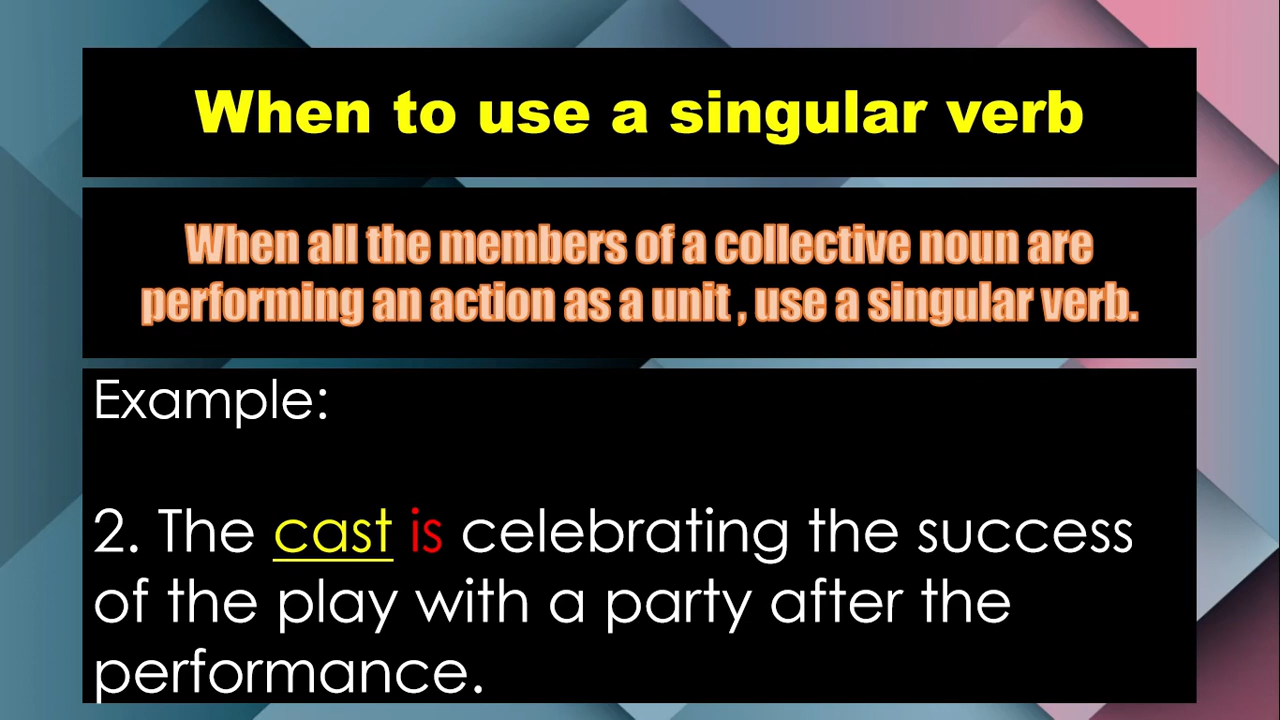 When to use a singular verb
When all the members of a collective noun are
performing an action as a unit , use a singular verb.
Example:
2. The cast is celebrating the success
of the play with a party after the
performance.